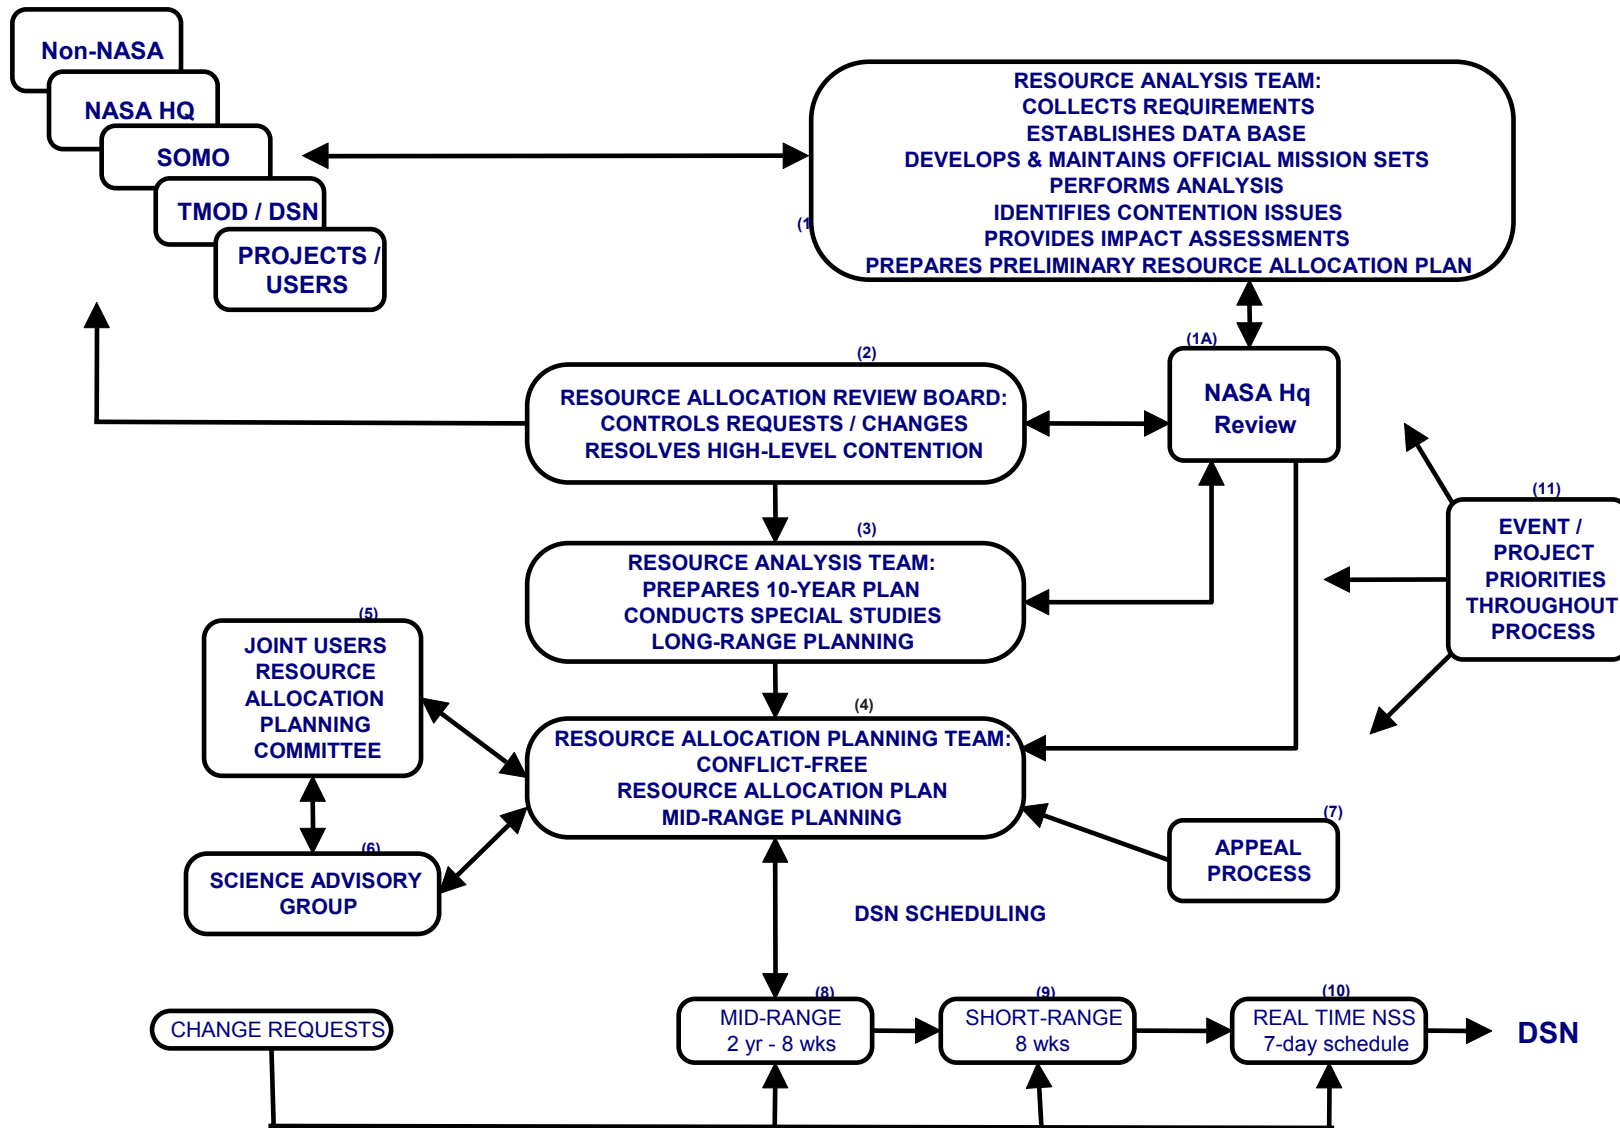 Non-NASA
NASA HQ
SOMO
TMOD / DSN
PROJECTS /
USERS
RESOURCE ANALYSIS TEAM:
COLLECTS REQUIREMENTS
ESTABLISHES DATA BASE
DEVELOPS & MAINTAINS OFFICIAL MISSION SETS
PERFORMS ANALYSIS
IDENTIFIES CONTENTION ISSUES
PROVIDES IMPACT ASSESSMENTS
PREPARES PRELIMINARY RESOURCE ALLOCATION PLAN
(1
(1A)
NASA Hq
Review
(2)
RESOURCE ALLOCATION REVIEW BOARD:
CONTROLS REQUESTS / CHANGES
RESOLVES HIGH-LEVEL CONTENTION
(11)
EVENT /
PROJECT
PRIORITIES
THROUGHOUT
PROCESS
(3)
RESOURCE ANALYSIS TEAM:
PREPARES 10-YEAR PLAN
CONDUCTS SPECIAL STUDIES
LONG-RANGE PLANNING
(5)
JOINT USERS
RESOURCE
ALLOCATION
PLANNING
COMMITTEE
(4)
RESOURCE ALLOCATION PLANNING TEAM:
CONFLICT-FREE
RESOURCE ALLOCATION PLAN
MID-RANGE PLANNING
(7)
APPEAL
PROCESS
(6)
SCIENCE ADVISORY
GROUP
DSN SCHEDULING
CHANGE REQUESTS
(8)
MID-RANGE
2 yr - 8 wks
(9)
SHORT-RANGE
8 wks
(10)
REAL TIME NSS
7-day schedule
DSN